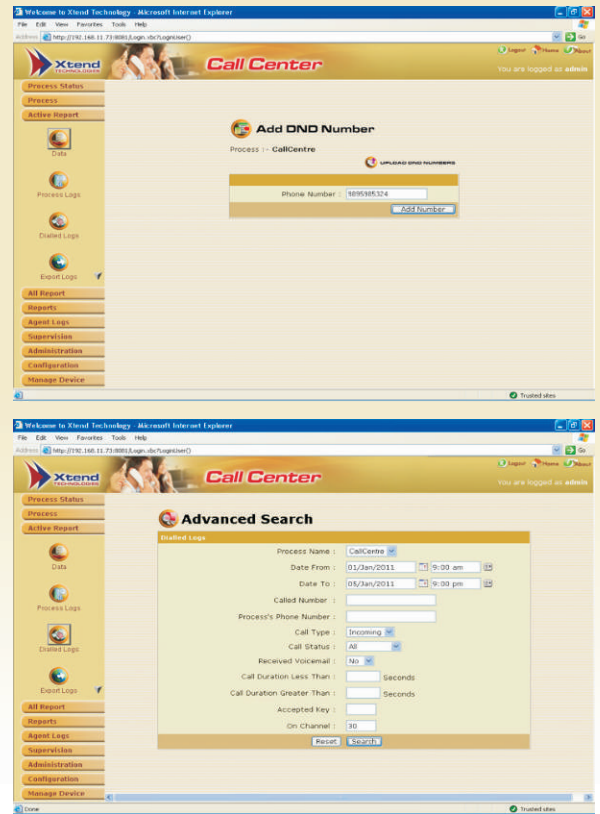 Welcome to Xtend Technology - Microsoft Internet Explorer
File Edit View Favorites Tools Help
Address http://192.168.11.73:8081/Login.vbc?LoginUser() Go
Xtend
TECHNOLOGIES
Call Center
Logout Home About
You are logged as admin
Process Status
Process
Active Report
Data
Process Logs
Dialled Logs
Export Logs
All Report
Reports
Agent Logs
Supervision
Administration
Configuration
Manage Device
Add DND Number
Process :- CallCentre
UPLOAD DND NUMBERS
Phone Number : 9895985324
Add Number
Trusted sites
Welcome to Xtend Technology - Microsoft Internet Explorer
File Edit View Favorites Tools Help
Address http://192.168.11.73:8081/Login.vbc?LoginUser() Go
Xtend
TECHNOLOGIES
Call Center
Logout Home About
You are logged as admin
Process Status
Process
Active Report
Data
Process Logs
Dialled Logs
Export Logs
All Report
Reports
Agent Logs
Supervision
Administration
Configuration
Manage Device
Advanced Search
Dialled Logs
Process Name : CallCentre
Date From : 01/Jan/2011 9:00 am
Date To : 05/Jan/2011 9:00 pm
Called Number :
Process's Phone Number :
Call Type : Incoming
Call Status : All
Received Voicemail : No
Call Duration Less Than : Seconds
Call Duration Greater Than : Seconds
Accepted Key :
On Channel : 30
Reset Search
Done Trusted sites